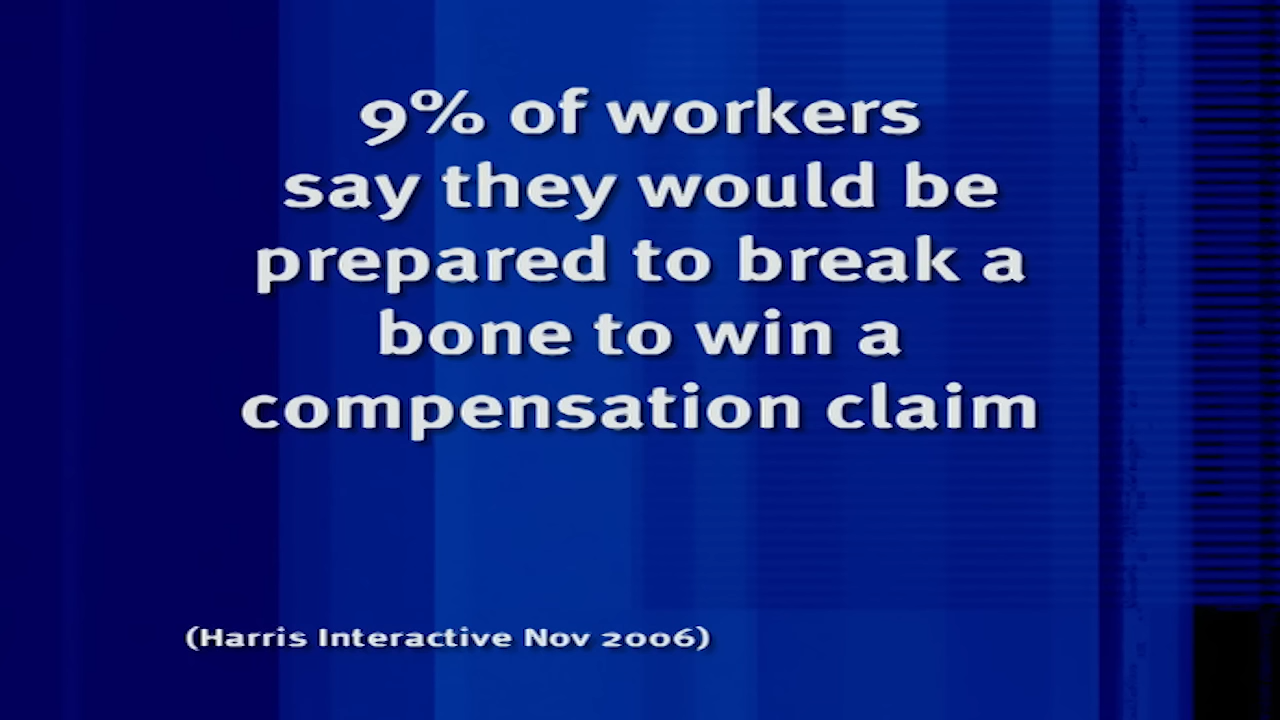 9% of workers
say they would be
prepared to break a
bone to win a
compensation claim
(Harris Interactive Nov 2006)